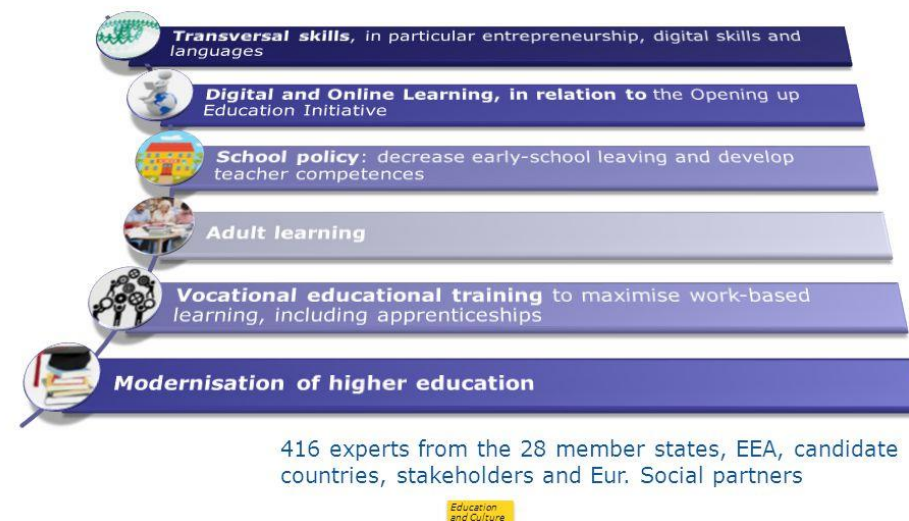 Transversal skills, in particular entrepreneurship, digital skills and
languages
Digital and Online Learning, in relation to the Opening up
Education Initiative
School policy: decrease early-school leaving and develop
teacher competences
Adult learning
Vocational educational training to maximise work-based
learning, including apprenticeships
Modernisation of higher education
416 experts from the 28 member states, EEA, candidate
countries, stakeholders and Eur. Social partners
Education
and Culture